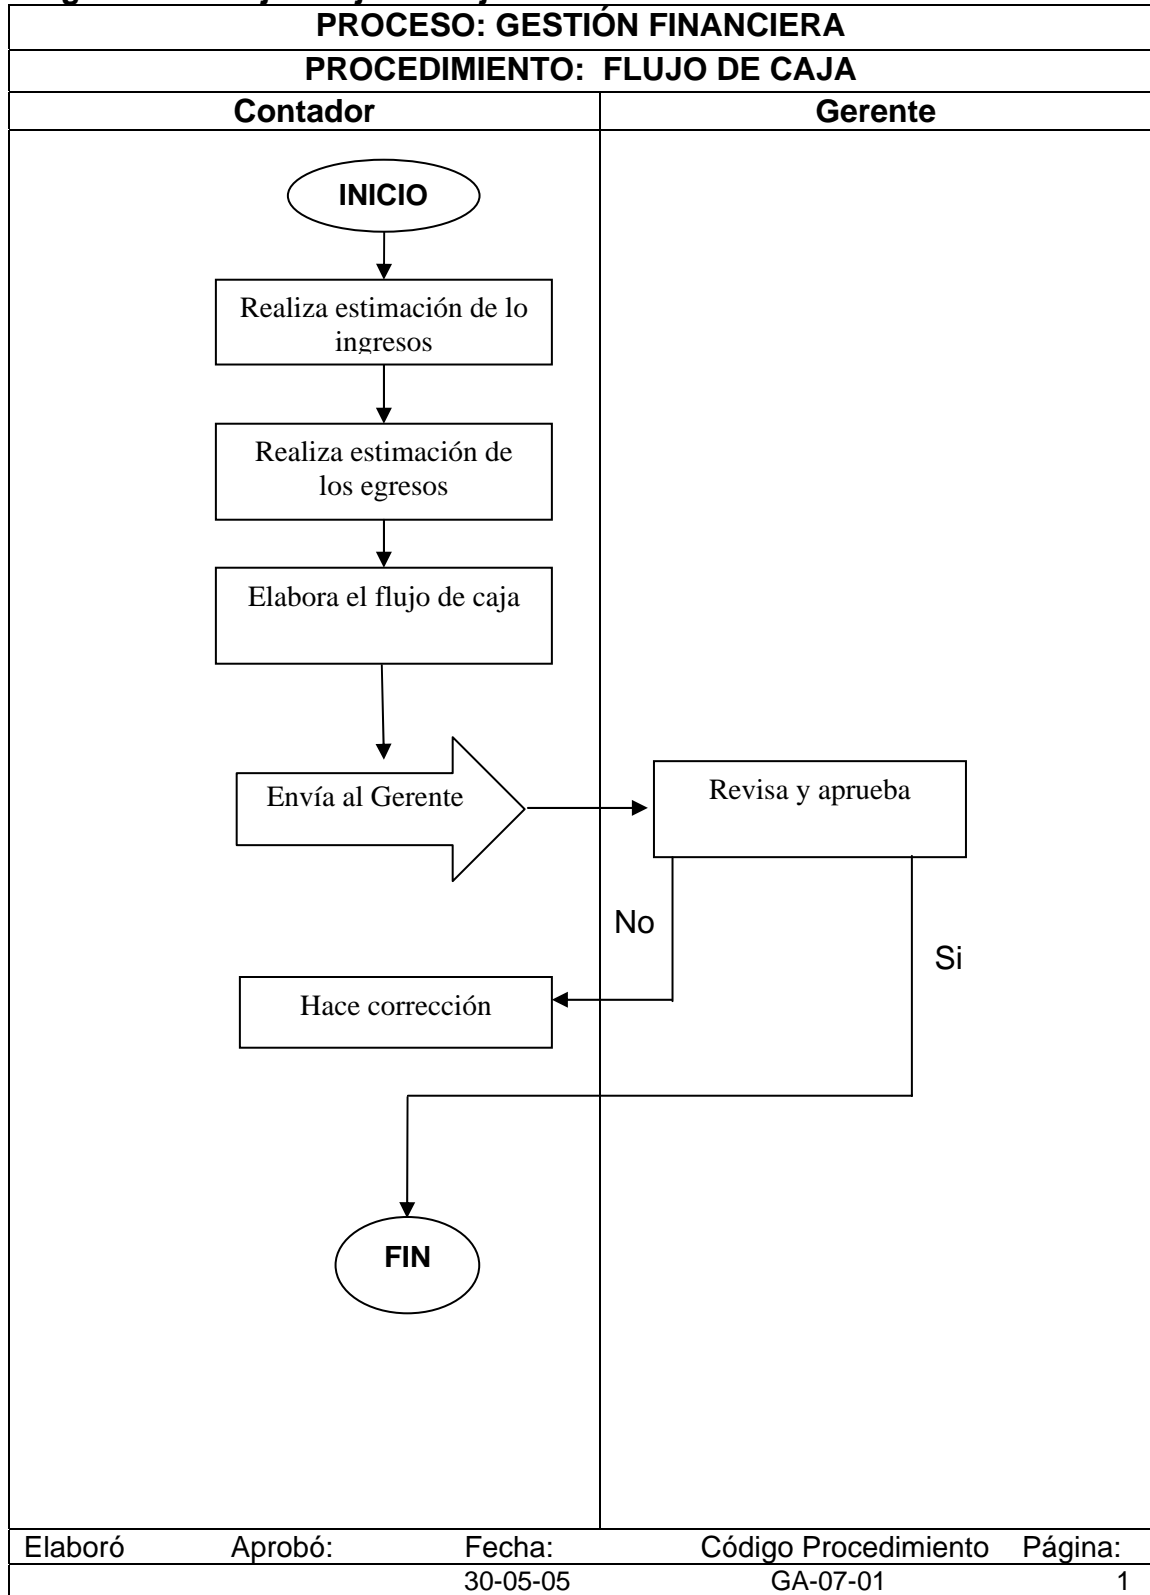 PROCESO: GESTIÓN FINANCIERA
PROCEDIMIENTO: FLUJO DE CAJA
Contador
Gerente
INICIO
Realiza estimación de lo
ingresos
Realiza estimación de
los egresos
Elabora el flujo de caja
Envía al Gerente
Revisa y aprueba
No
Si
Hace corrección
FIN
Elaboró Aprobó: Fecha: Código Procedimiento Página:
30-05-05 GA-07-01 1